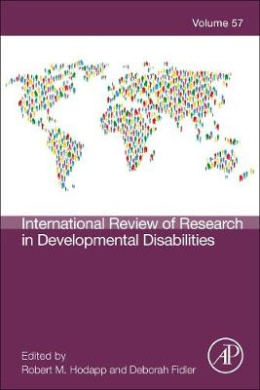 Volume 57
International Review of Research
in Developmental Disabilities
Edited by
Robert M. Hodapp and Deborah Fidler
AP